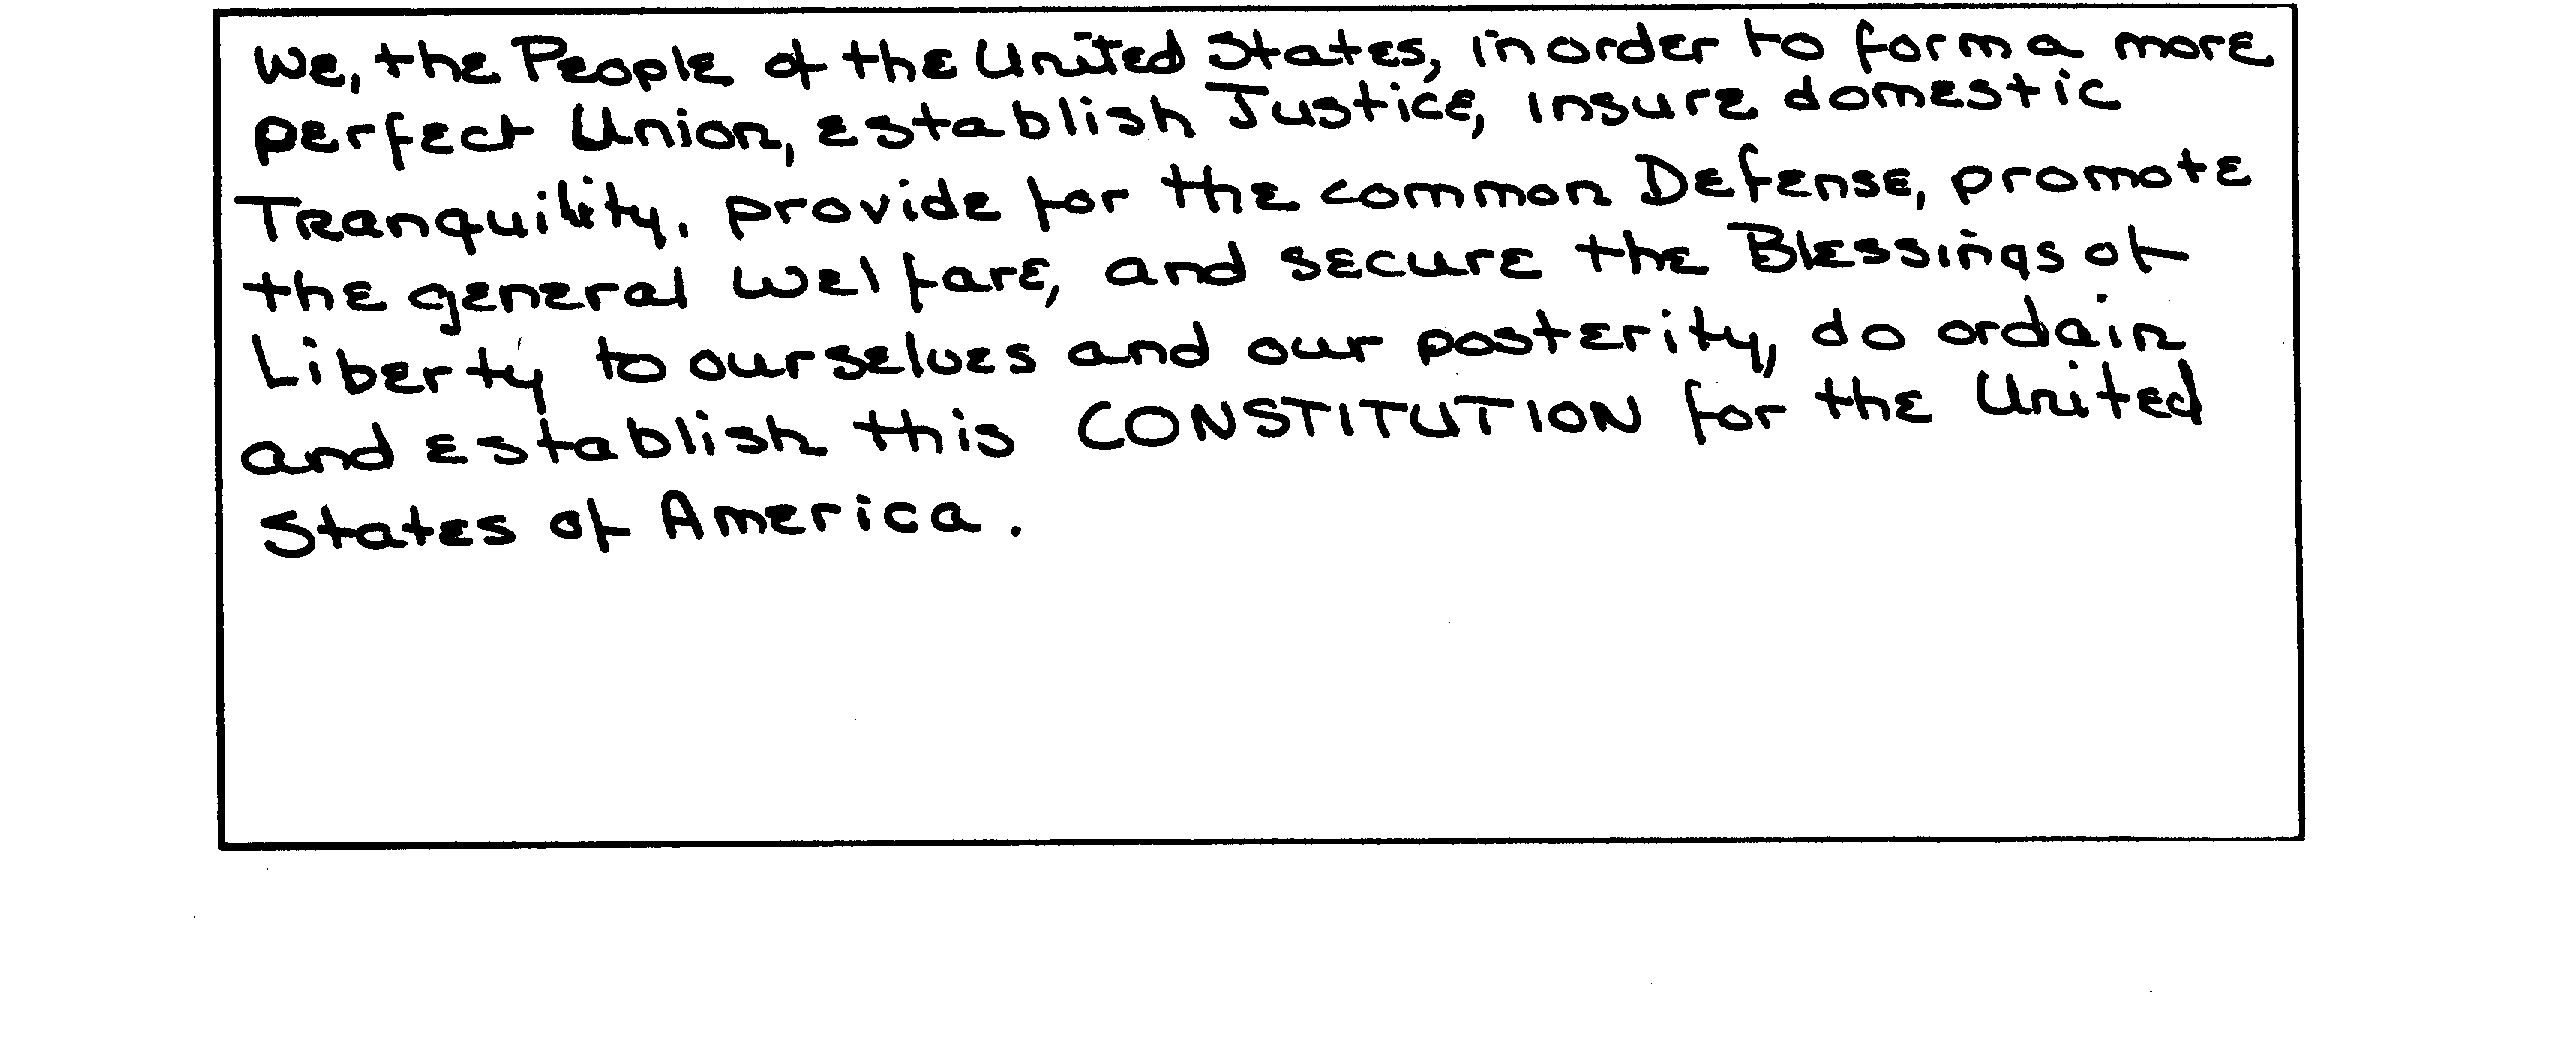 We, the People of the United States, in order to form a more
perfect Union, establish Justice, insure domestic
Tranquility, provide for the common Defense, promote
the general Welfare, and secure the Blessings of
Liberty to ourselves and our posterity, do ordain
and establish this CONSTITUTION for the United
States of America.